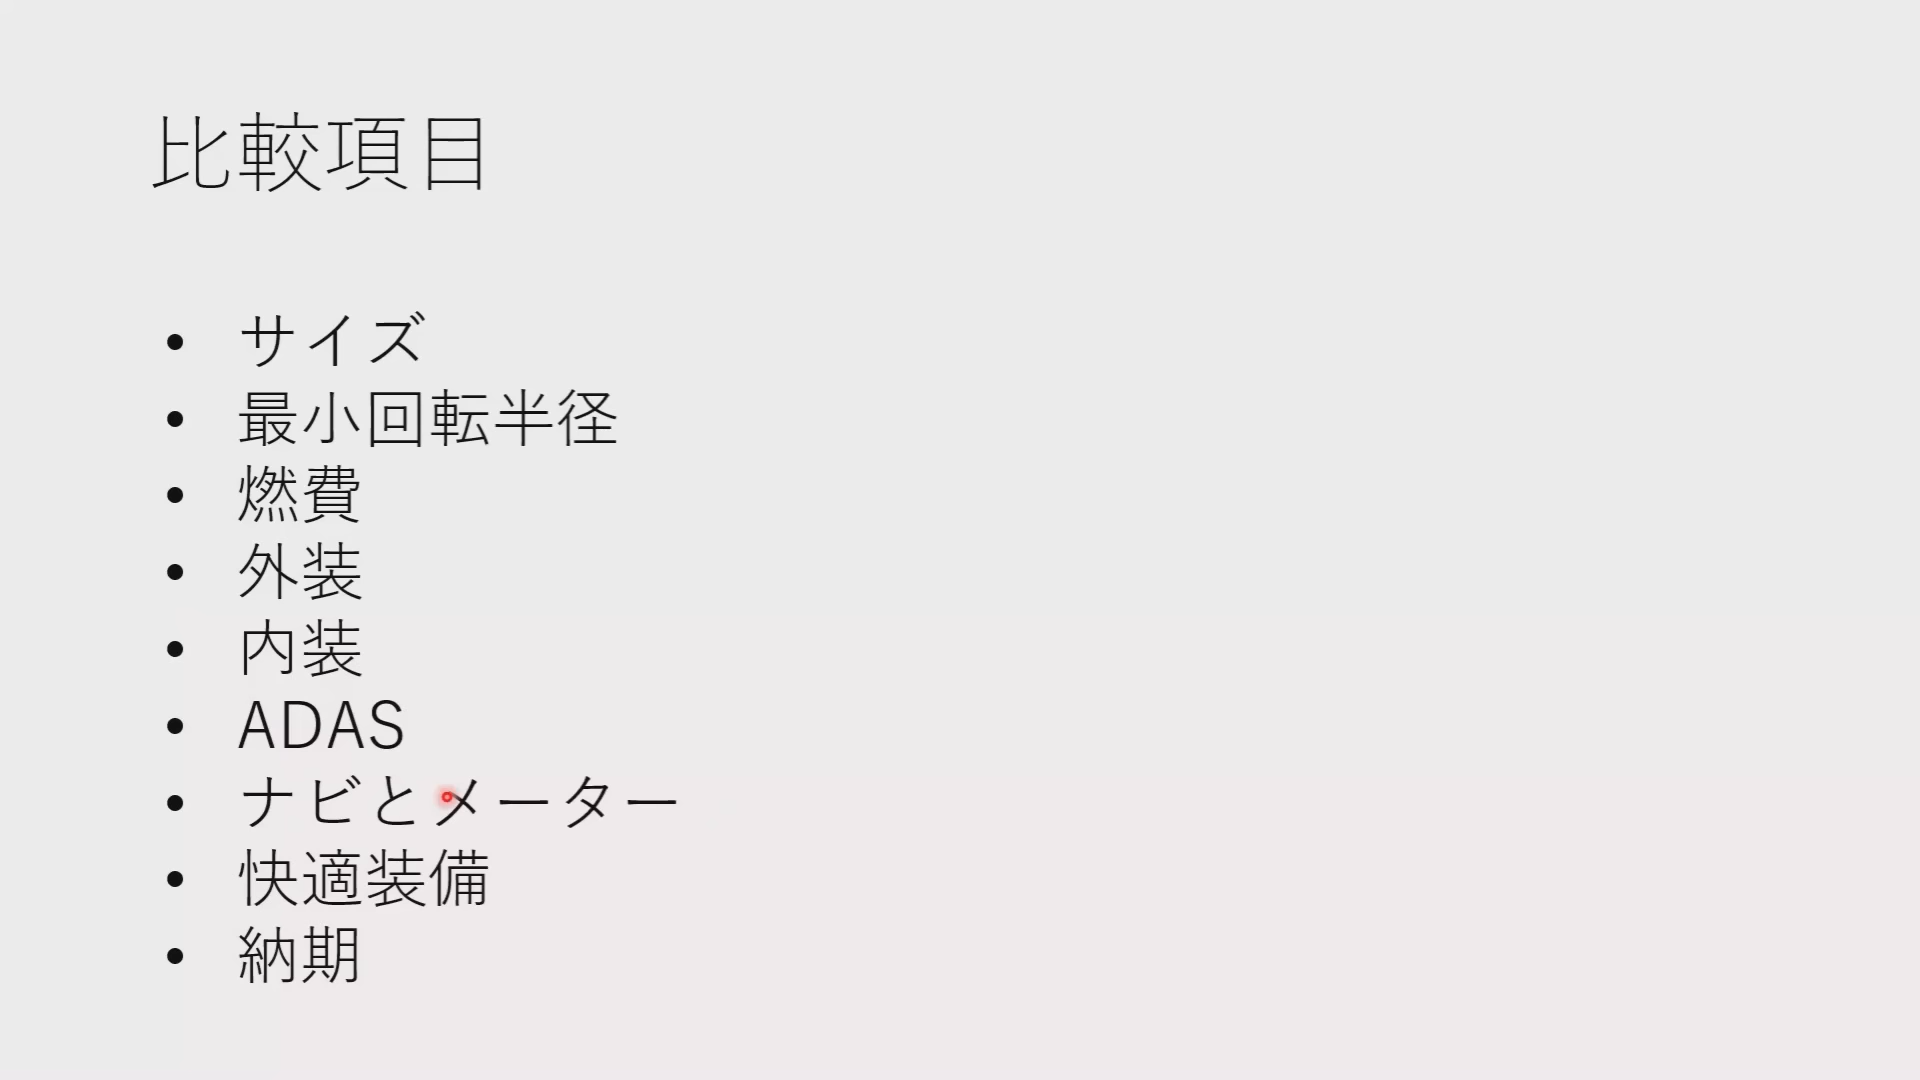 比較項目
• サイズ
• 最小回転半径
• 燃費
• 外装
• 内装
• ADAS
• ナビとメーター
• 快適装備
• 納期